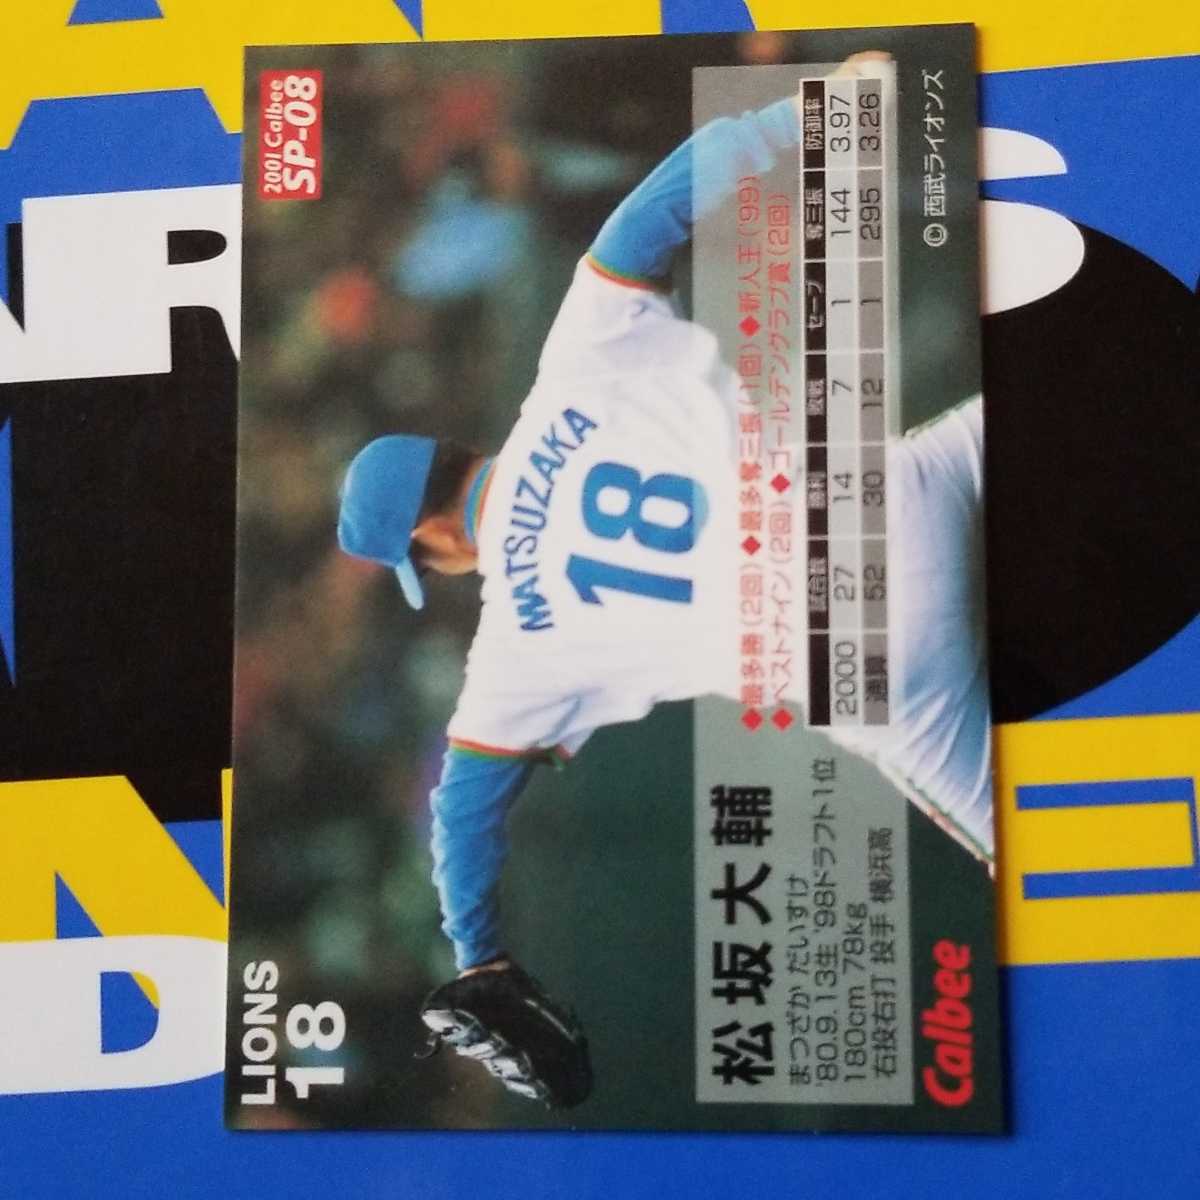 LIONS
18
2001 Calbee
SP-08
MATSUZAKA
18
松坂大輔
まつざか だいすけ
'80.9.13生 '98ドラフト1位
180cm 78kg
右投右打 投手 横浜高
◆最多勝(2回)◆最多奪三振(1回)◆新人王('99)
◆ベストナイン(2回)◆ゴールデングラブ賞(2回)
試合数 勝利 敗戦 セーブ 奪三振 防御率
2000 27 14 7 1 144 3.97
通算 52 30 12 1 295 3.26
Calbee
©西武ライオンズ